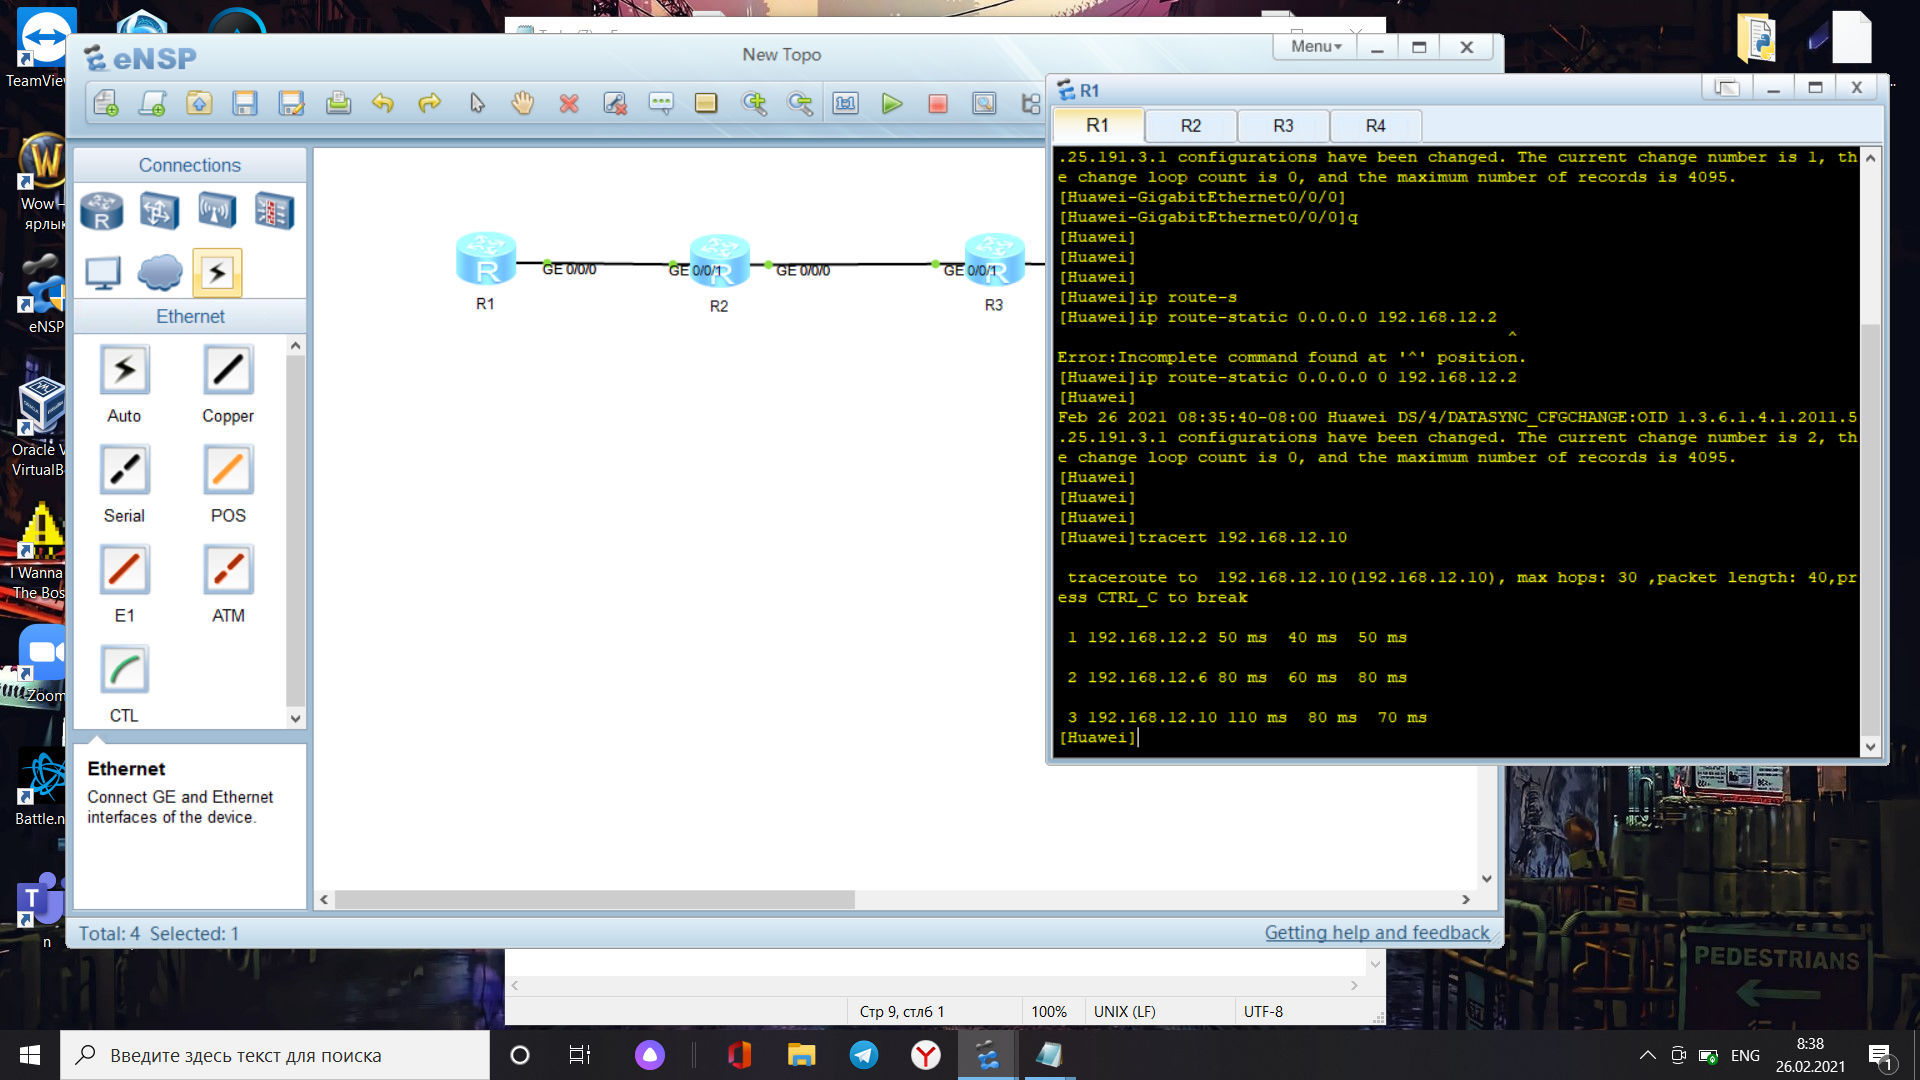 TeamView
Wow –
ярлык
eNSP
Oracle V
VirtualB
I Wanna
The Bos
Zoom
Battle.n
n
eNSP
New Topo
Menu
Connections
R
Ethernet
Auto
Copper
Serial
POS
E1
ATM
CTL
Ethernet
Connect GE and Ethernet
interfaces of the device.
GE 0/0/0
GE 0/0/1
GE 0/0/0
GE 0/0/1
R1
R2
R3
Total: 4 Selected: 1
Getting help and feedback
R1
R1
R2
R3
R4
.25.191.3.1 configurations have been changed. The current change number is 1, th
e change loop count is 0, and the maximum number of records is 4095.
[Huawei-GigabitEthernet0/0/0]
[Huawei-GigabitEthernet0/0/0]q
[Huawei]
[Huawei]
[Huawei]
[Huawei]ip route-s
[Huawei]ip route-static 0.0.0.0 192.168.12.2
^
Error:Incomplete command found at '^' position.
[Huawei]ip route-static 0.0.0.0 0 192.168.12.2
[Huawei]
Feb 26 2021 08:35:40-08:00 Huawei DS/4/DATASYNC_CFGCHANGE:OID 1.3.6.1.4.1.2011.5
.25.191.3.1 configurations have been changed. The current change number is 2, th
e change loop count is 0, and the maximum number of records is 4095.
[Huawei]
[Huawei]
[Huawei]
[Huawei]tracert 192.168.12.10
traceroute to 192.168.12.10(192.168.12.10), max hops: 30 ,packet length: 40,pr
ess CTRL_C to break
1 192.168.12.2 50 ms 40 ms 50 ms
2 192.168.12.6 80 ms 60 ms 80 ms
3 192.168.12.10 110 ms 80 ms 70 ms
[Huawei]
PEDESTRIANS
Стр 9, стлб 1
100%
UNIX (LF)
UTF-8
Введите здесь текст для поиска
ENG
8:38
26.02.2021
1